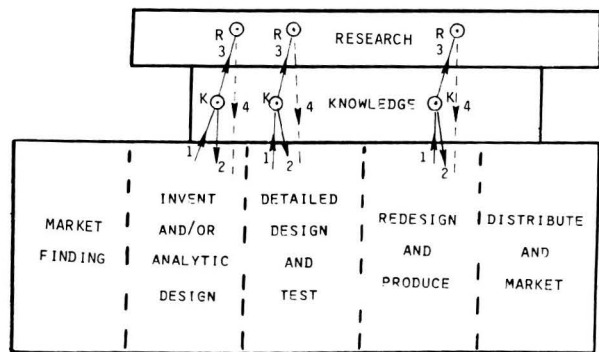 R R R
RESEARCH
3 3 3
K 4 K 4 K 4
KNOWLEDGE
1 2 1 2 1 2
MARKET
FINDING
INVENT
AND/OR
ANALYTIC
DESIGN
DETAILED
DESIGN
AND
TEST
REDESIGN
AND
PRODUCE
DISTRIBUTE
AND
MARKET